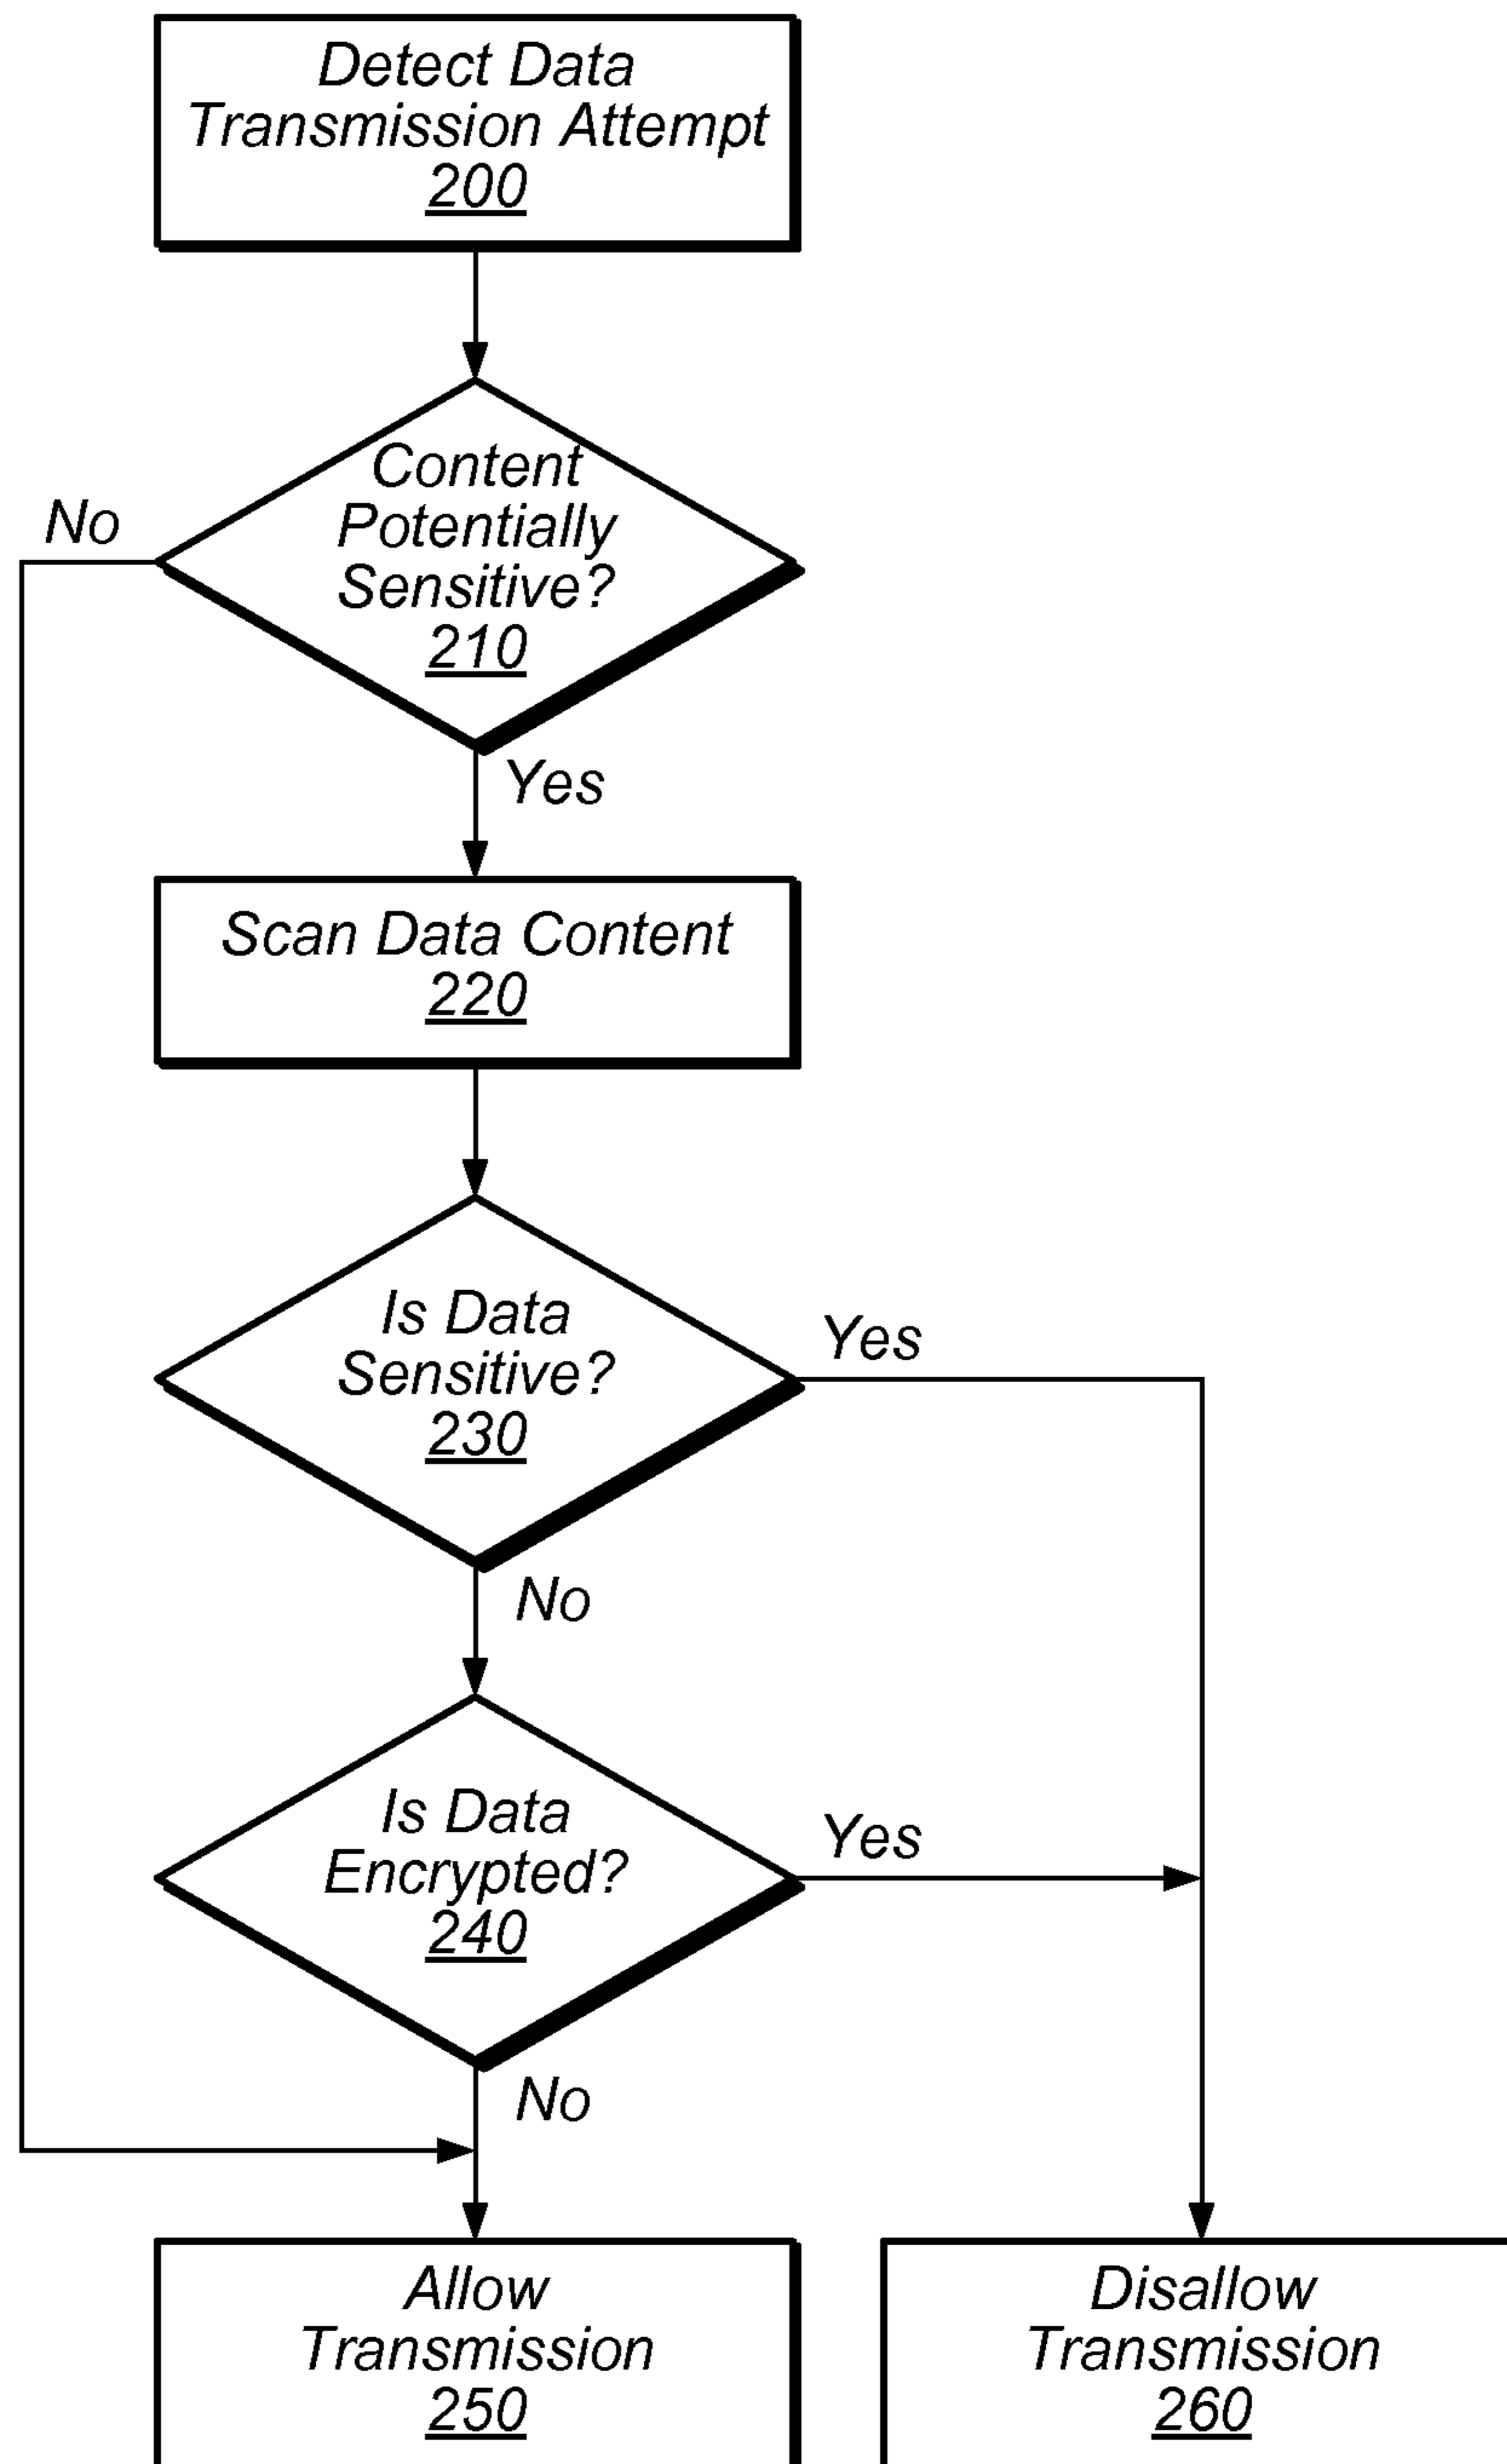 Detect Data
Transmission Attempt
200
Content
Potentially
Sensitive?
210
No
Yes
Scan Data Content
220
Is Data
Sensitive?
230
Yes
No
Is Data
Encrypted?
240
Yes
No
Allow
Transmission
250
Disallow
Transmission
260